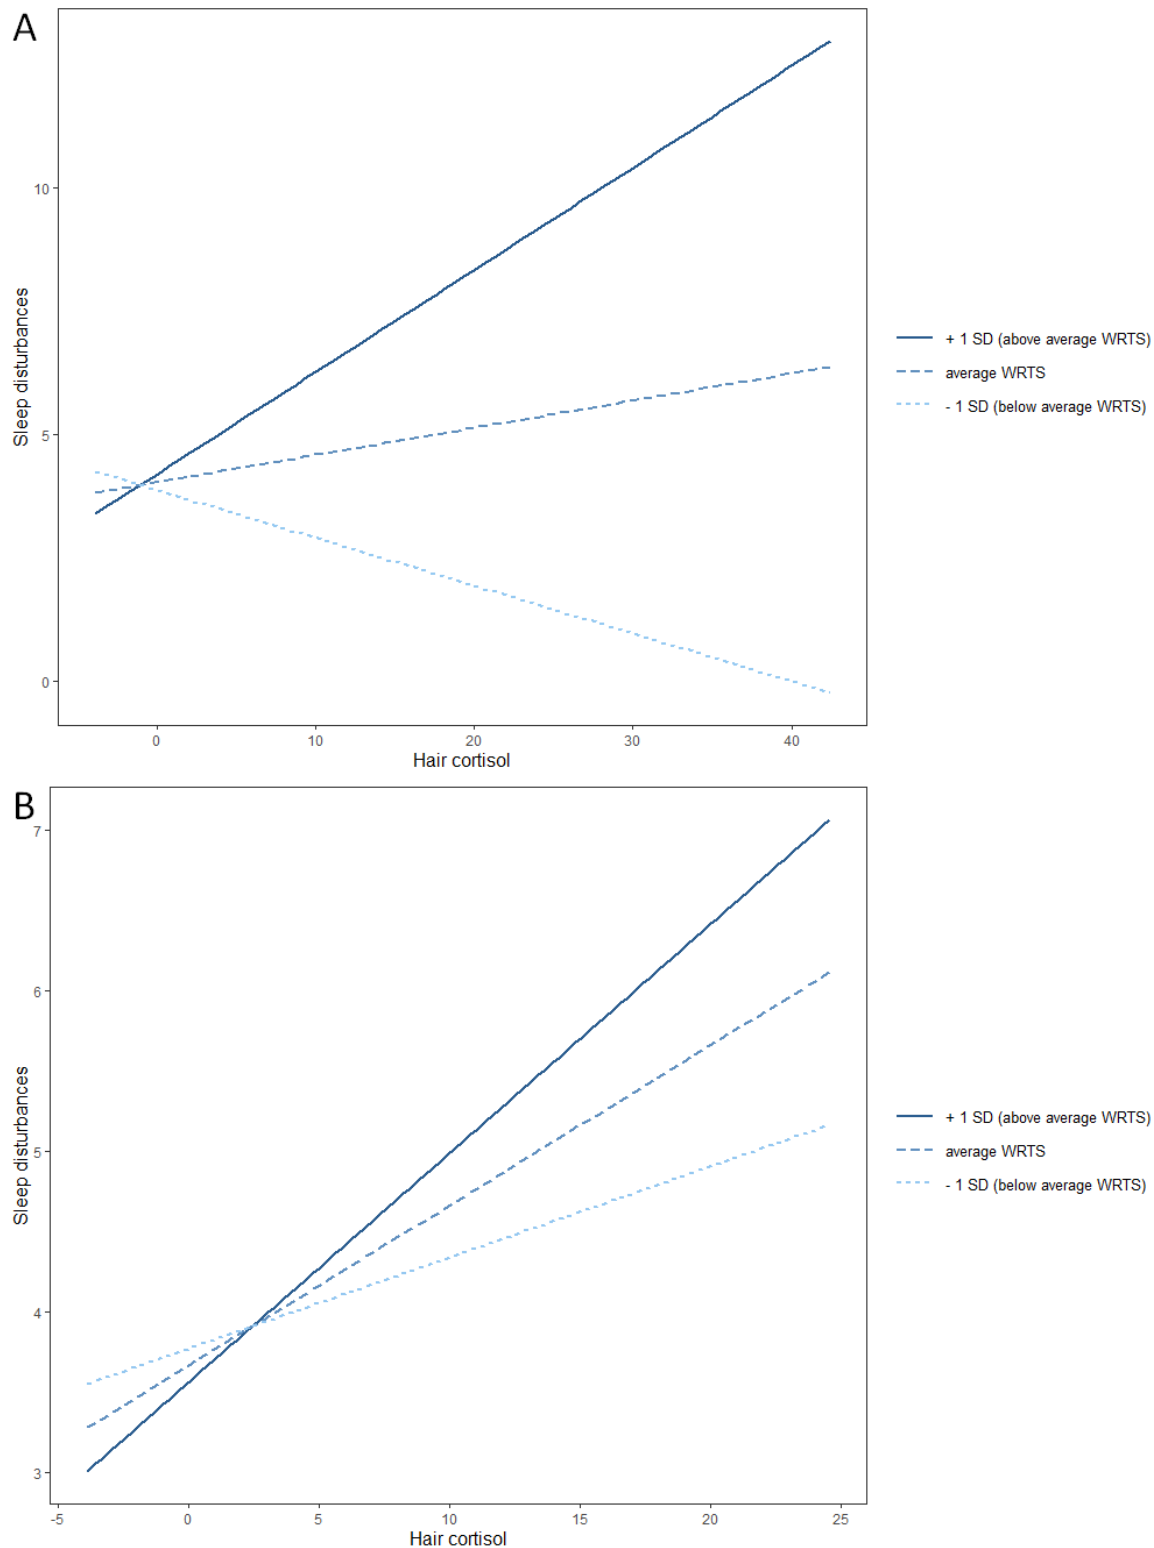 A
Sleep disturbances
10
5
0
0
10
20
30
40
Hair cortisol
+ 1 SD (above average WRTS)
average WRTS
- 1 SD (below average WRTS)
B
Sleep disturbances
7
6
5
4
3
-5
0
5
10
15
20
25
Hair cortisol
+ 1 SD (above average WRTS)
average WRTS
- 1 SD (below average WRTS)